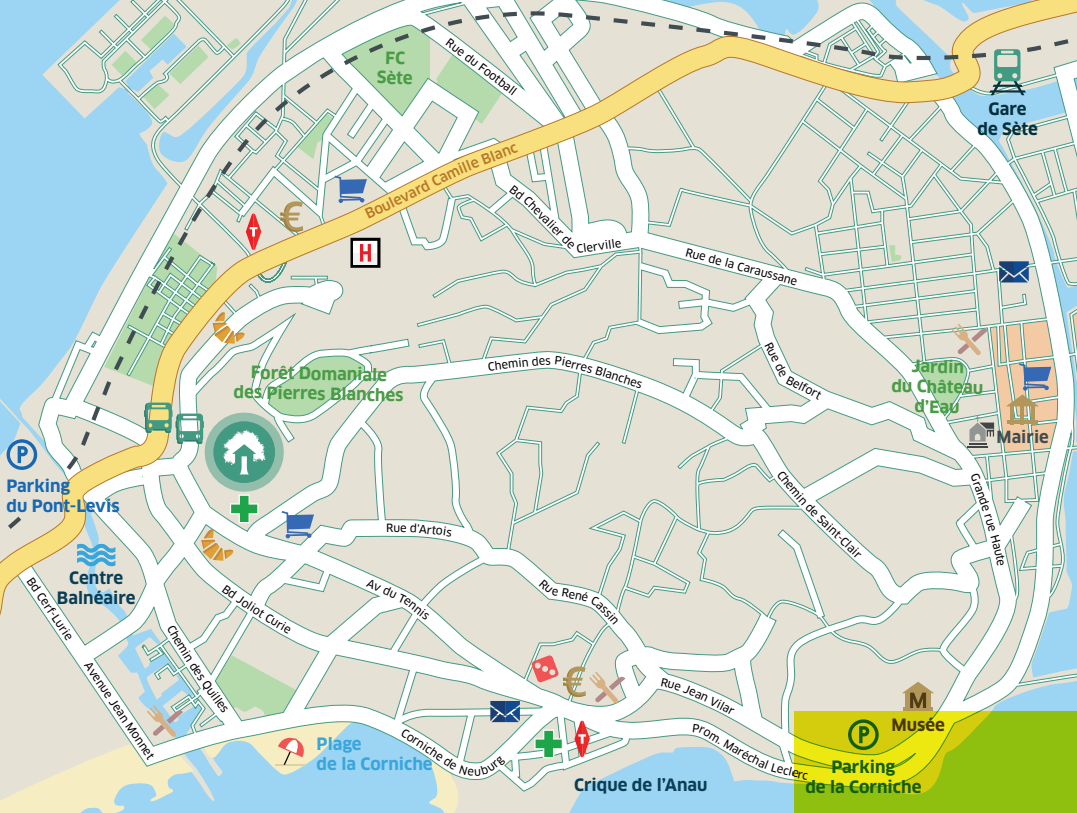 FC
Sète
Rue du Football
Gare
de Sète
Boulevard Camille Blanc
T
€
H
Bd Chevalier de Clerville
Rue de la Caraussane
Forêt Domaniale
des Pierres Blanches
Chemin des Pierres Blanches
Rue de Belfort
Jardin
du Château
d'Eau
Mairie
P
Parking
du Pont-Levis
Chemin de Saint-Clair
Grande rue Haute
Rue d'Artois
Centre
Balnéaire
Bd Cerf-Lurie
Bd Joliot Curie
Av du Tennis
Rue René Cassin
Chemin des Quilles
Avenue Jean Monnet
€
Rue Jean Vilar
M
Musée
Plage
de la Corniche
Corniche de Neuburg
T
Prom. Maréchal Leclerc
P
Parking
de la Corniche
Crique de l'Anau